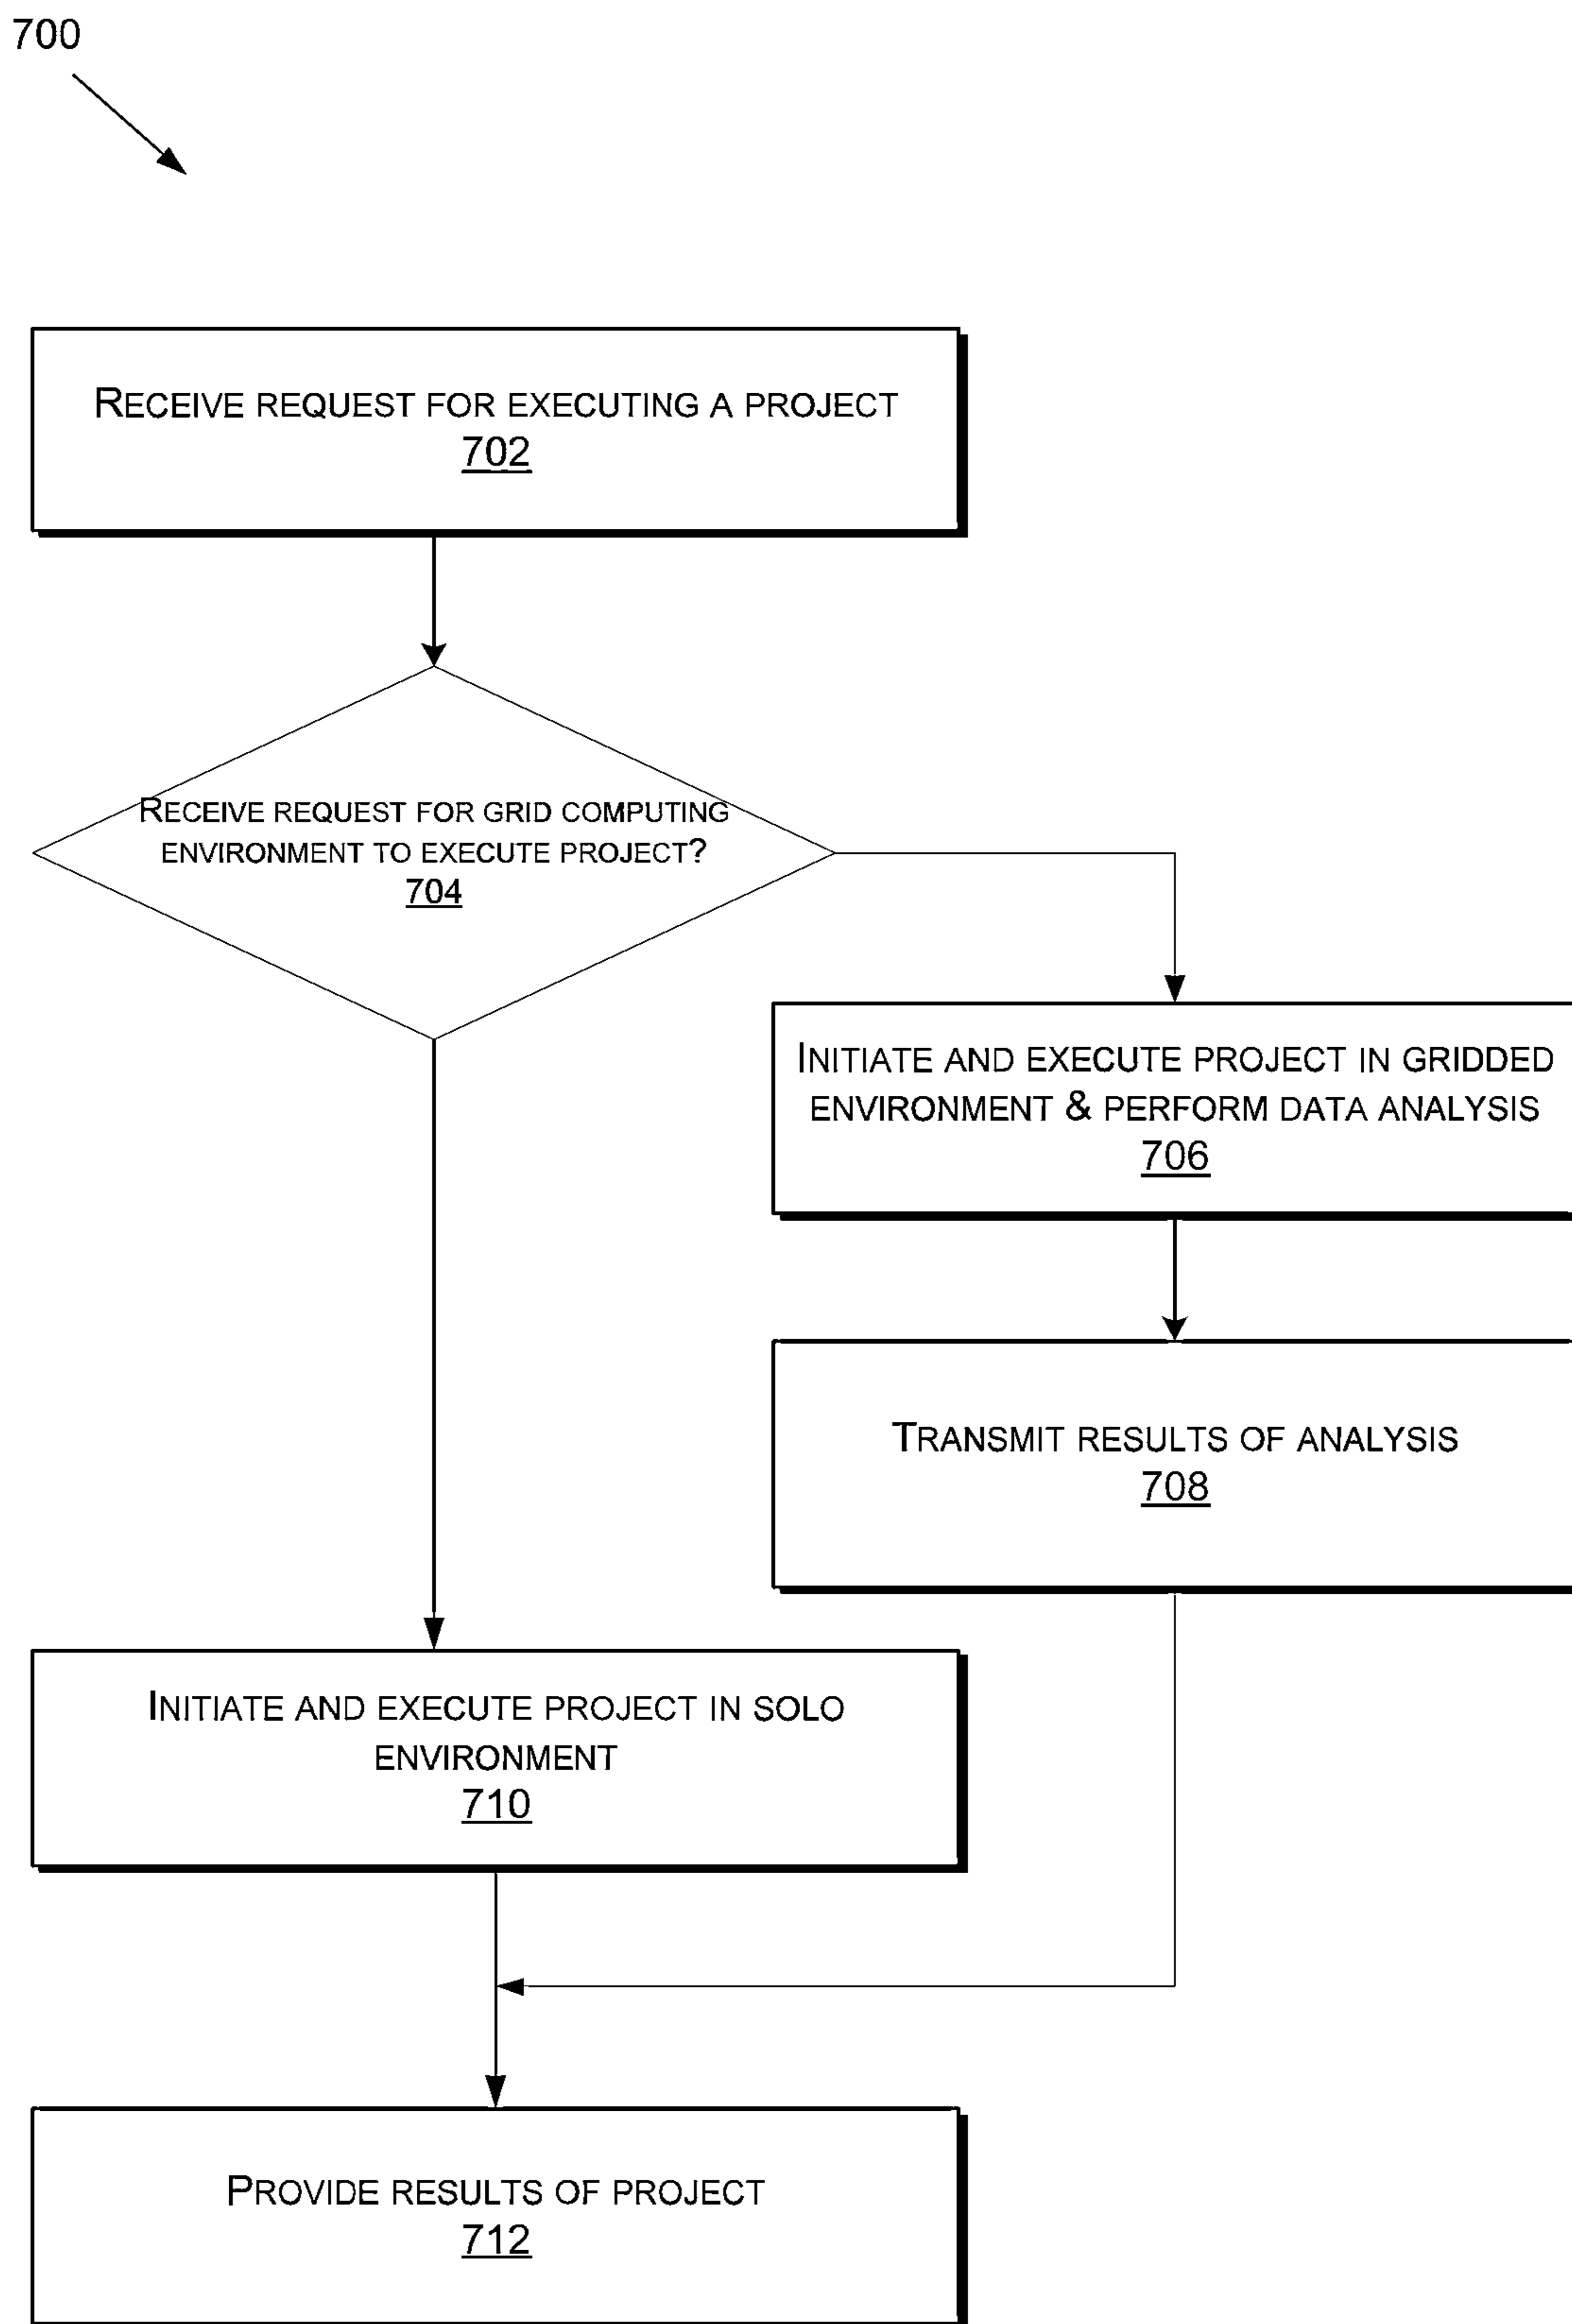 700
RECEIVE REQUEST FOR EXECUTING A PROJECT
702
RECEIVE REQUEST FOR GRID COMPUTING
ENVIRONMENT TO EXECUTE PROJECT?
704
INITIATE AND EXECUTE PROJECT IN GRIDDED
ENVIRONMENT & PERFORM DATA ANALYSIS
706
TRANSMIT RESULTS OF ANALYSIS
708
INITIATE AND EXECUTE PROJECT IN SOLO
ENVIRONMENT
710
PROVIDE RESULTS OF PROJECT
712